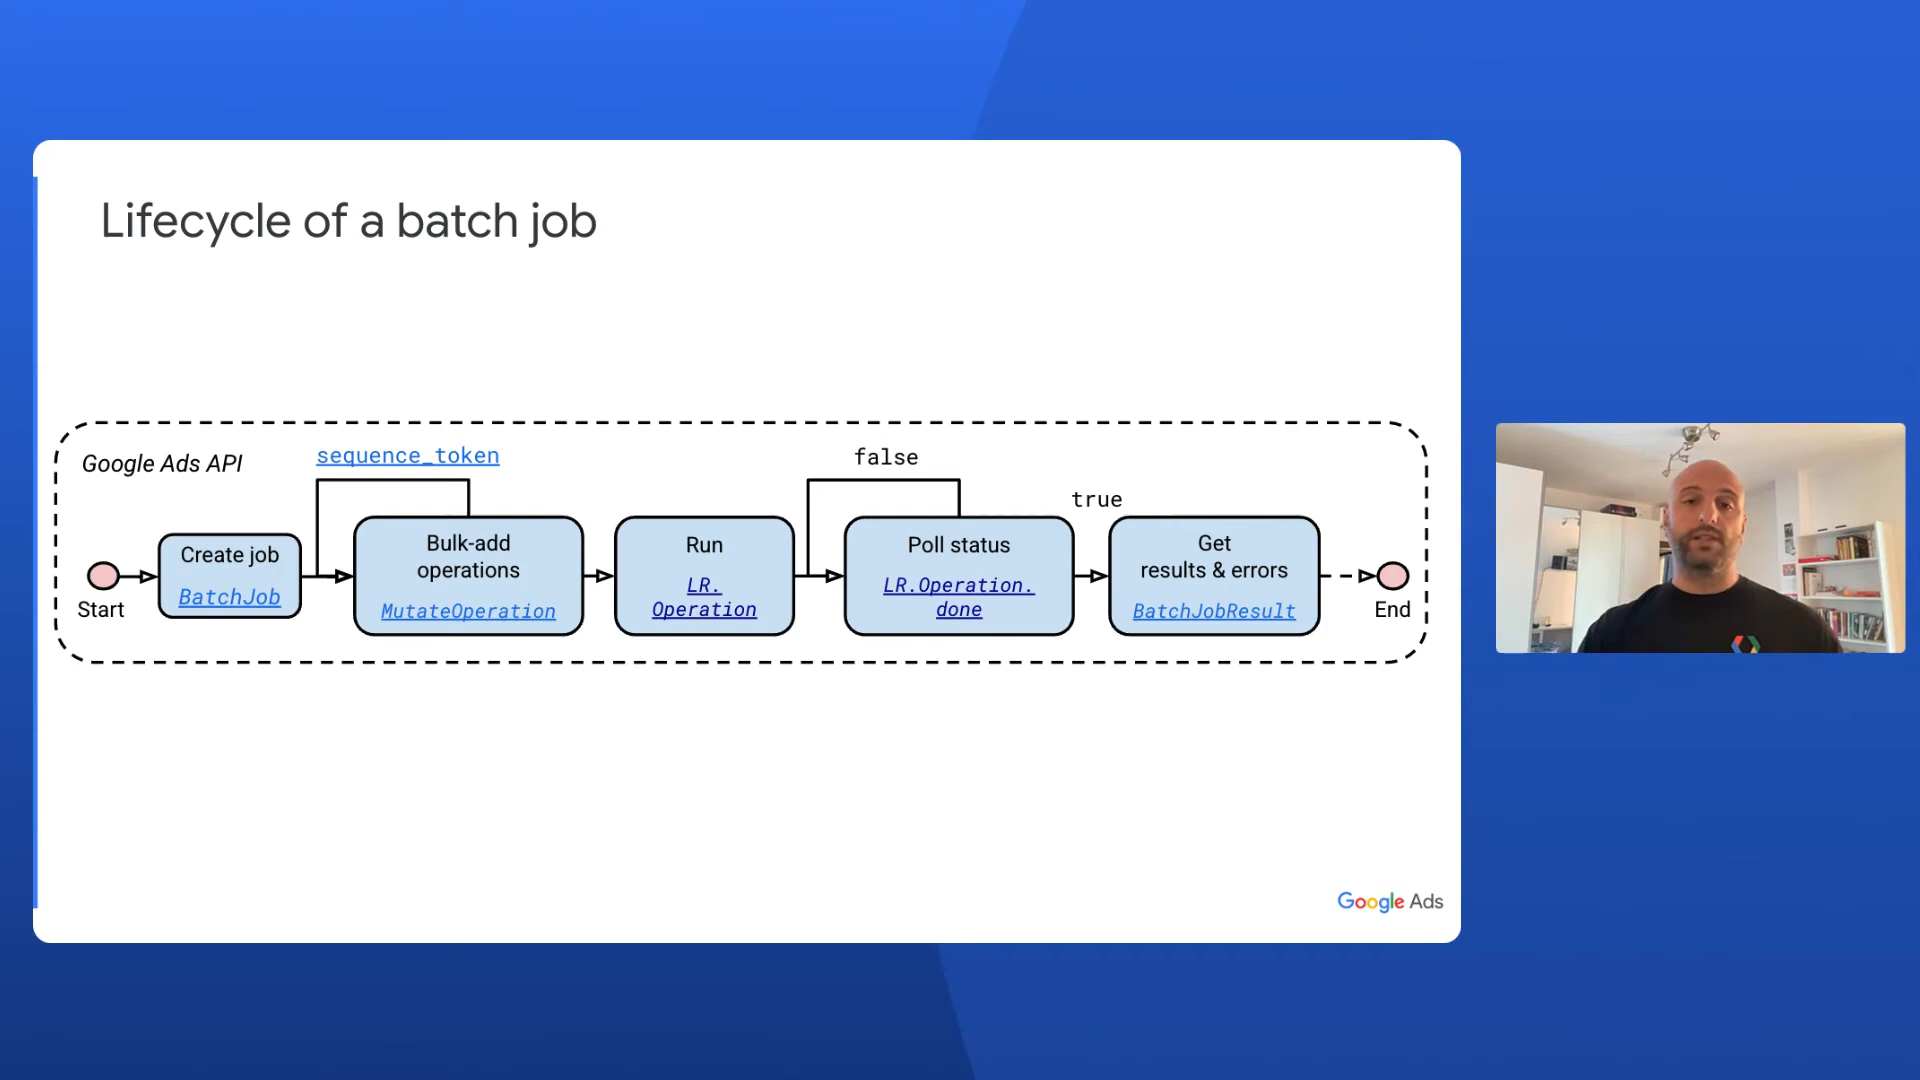 Lifecycle of a batch job
Google Ads API
sequence_token
false
true
Start
Create job
BatchJob
Bulk-add
operations
MutateOperation
Run
LR.
Operation
Poll status
LR.Operation.
done
Get
results & errors
BatchJobResult
End
Google Ads